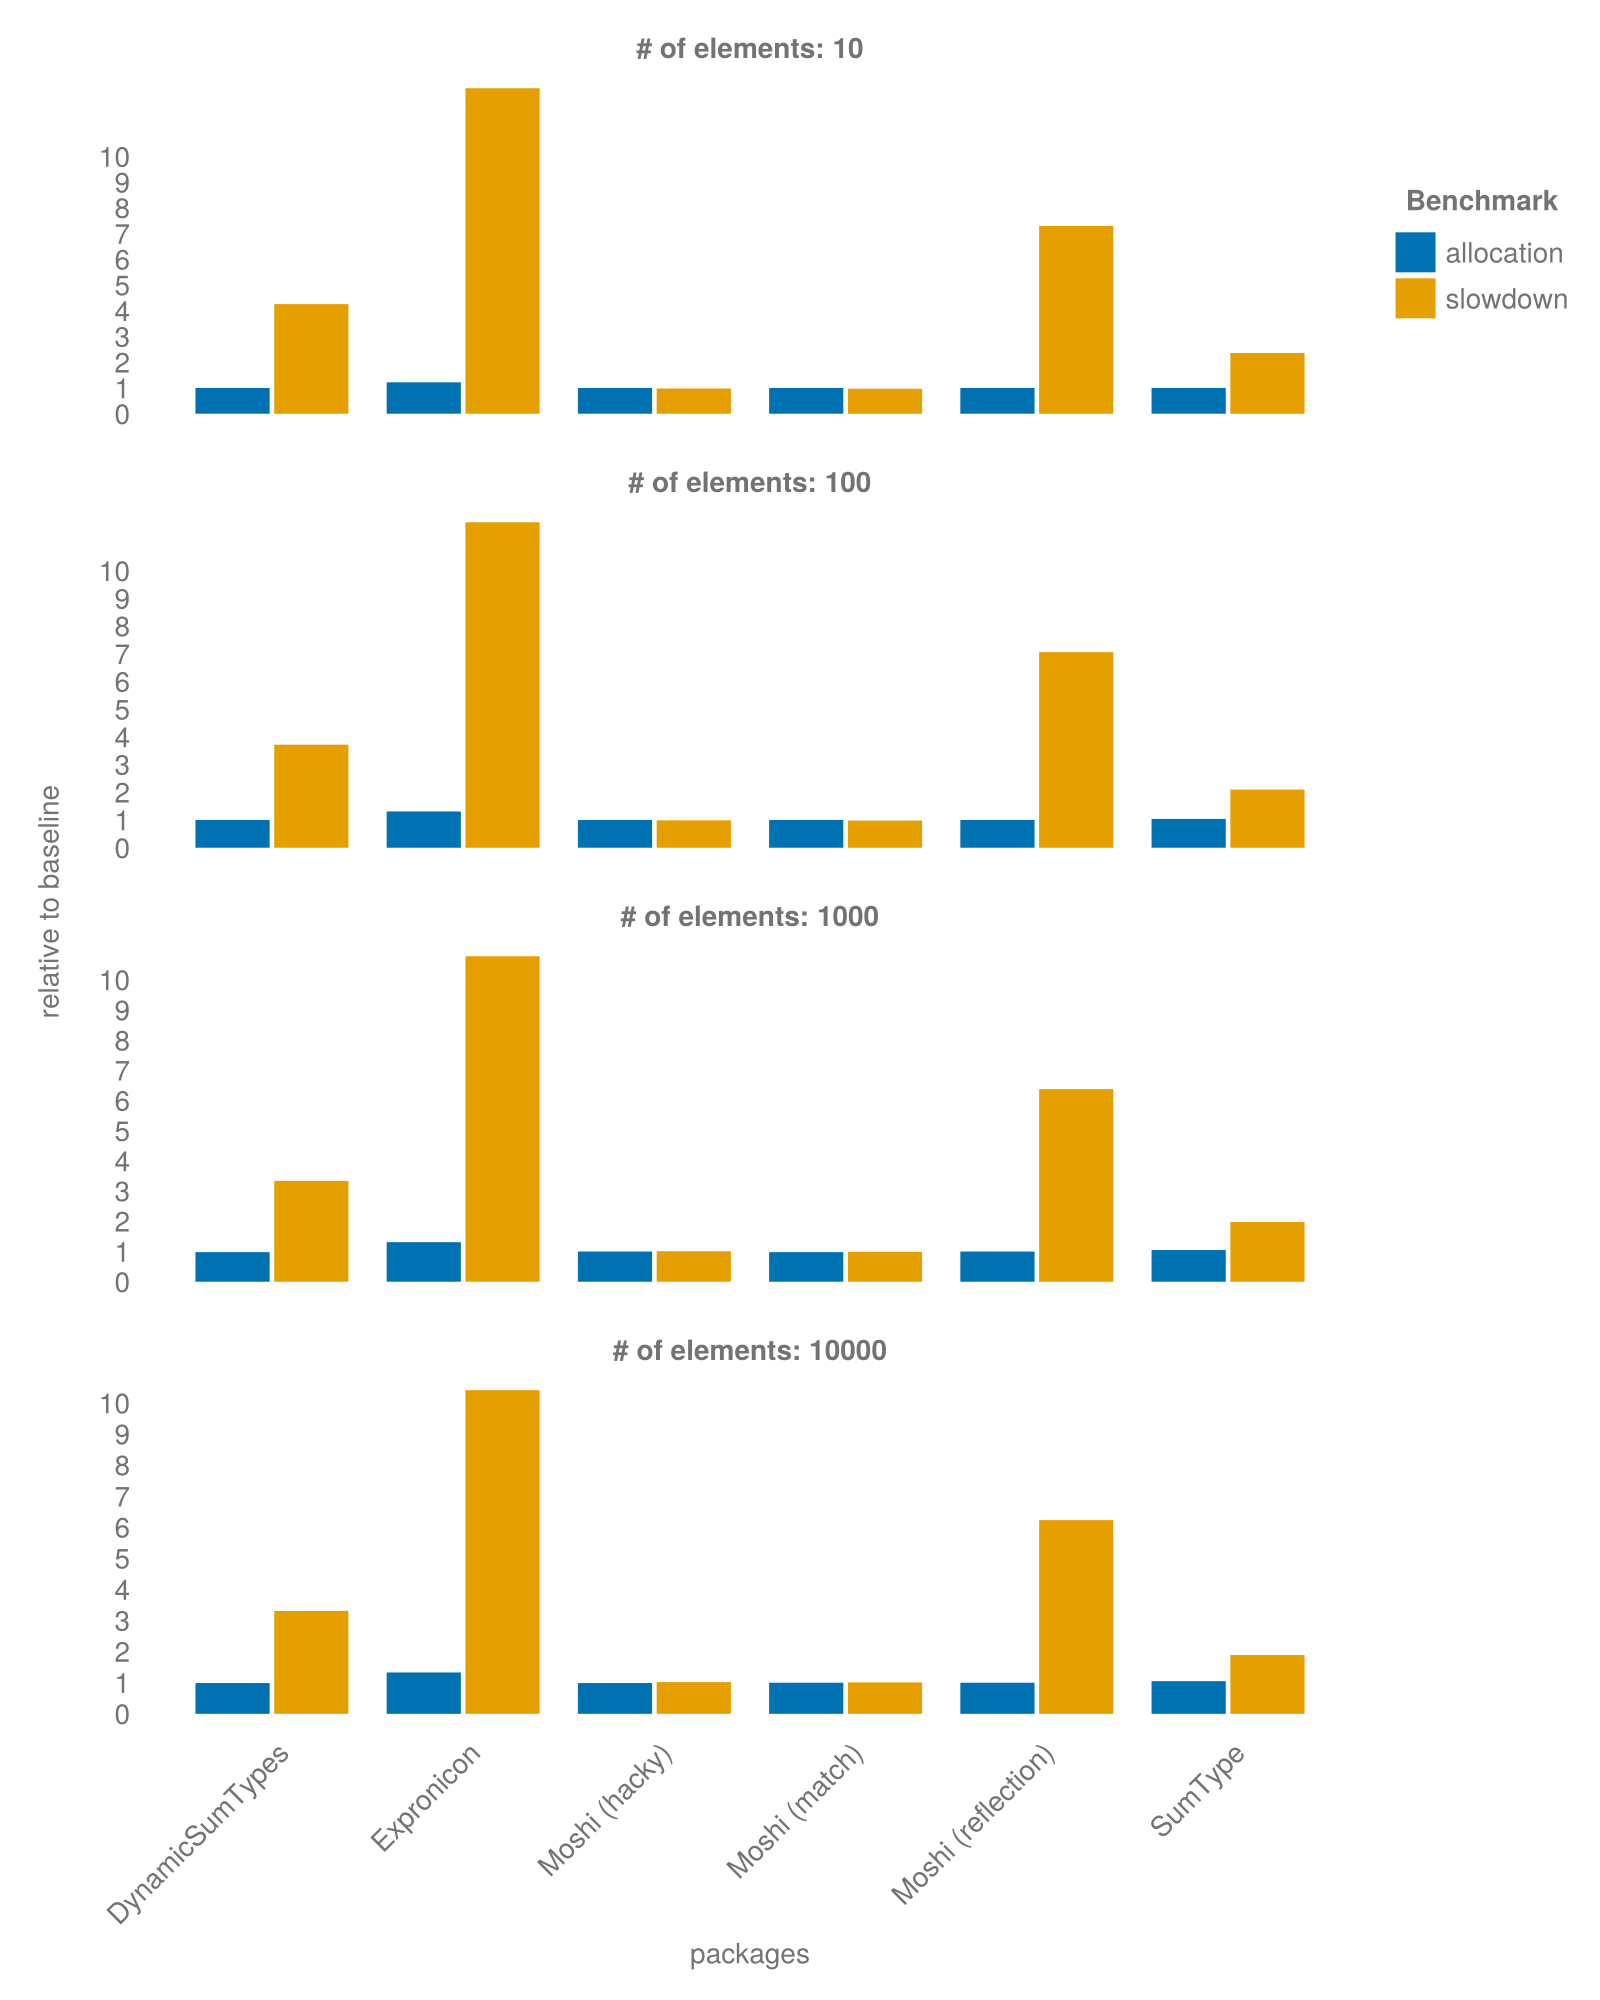 # of elements: 10
10
9
8
7
6
5
4
3
2
1
0
Benchmark
allocation
slowdown
# of elements: 100
10
9
8
7
6
5
4
3
2
1
0
relative to baseline
# of elements: 1000
10
9
8
7
6
5
4
3
2
1
0
# of elements: 10000
10
9
8
7
6
5
4
3
2
1
0
DynamicSumTypes
Expronicon
Moshi (hacky)
Moshi (match)
Moshi (reflection)
SumType
packages